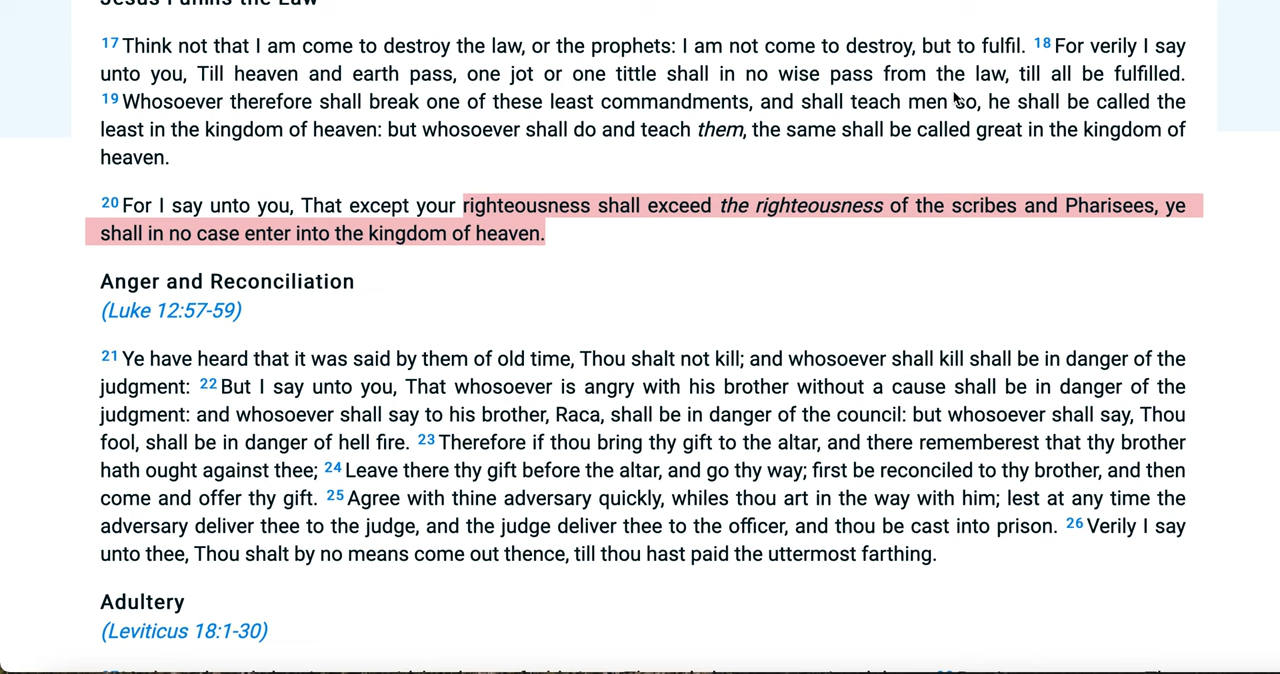 Jesus Fulfills the Law
17 Think not that I am come to destroy the law, or the prophets: I am not come to destroy, but to fulfil. 18 For verily I say
unto you, Till heaven and earth pass, one jot or one tittle shall in no wise pass from the law, till all be fulfilled.
19 Whosoever therefore shall break one of these least commandments, and shall teach men so, he shall be called the
least in the kingdom of heaven: but whosoever shall do and teach them, the same shall be called great in the kingdom of
heaven.
20 For I say unto you, That except your righteousness shall exceed the righteousness of the scribes and Pharisees, ye
shall in no case enter into the kingdom of heaven.
Anger and Reconciliation
(Luke 12:57-59)
21 Ye have heard that it was said by them of old time, Thou shalt not kill; and whosoever shall kill shall be in danger of the
judgment: 22 But I say unto you, That whosoever is angry with his brother without a cause shall be in danger of the
judgment: and whosoever shall say to his brother, Raca, shall be in danger of the council: but whosoever shall say, Thou
fool, shall be in danger of hell fire. 23 Therefore if thou bring thy gift to the altar, and there rememberest that thy brother
hath ought against thee; 24 Leave there thy gift before the altar, and go thy way; first be reconciled to thy brother, and then
come and offer thy gift. 25 Agree with thine adversary quickly, whiles thou art in the way with him; lest at any time the
adversary deliver thee to the judge, and the judge deliver thee to the officer, and thou be cast into prison. 26 Verily I say
unto thee, Thou shalt by no means come out thence, till thou hast paid the uttermost farthing.
Adultery
(Leviticus 18:1-30)